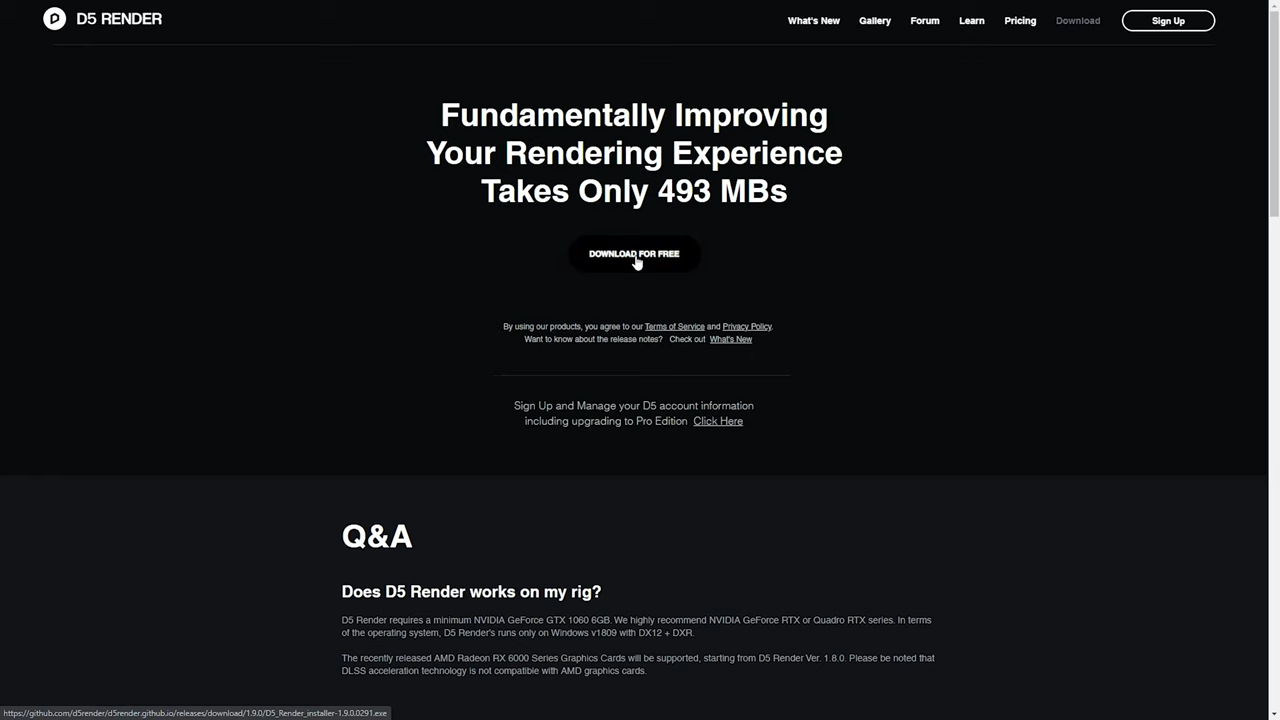 D5 RENDER
What's New Gallery Forum Learn Pricing Download Sign Up
Fundamentally Improving
Your Rendering Experience
Takes Only 493 MBs
DOWNLOAD FOR FREE
By using our products, you agree to our Terms of Service and Privacy Policy.
Want to know about the release notes? Check out What's New
Sign Up and Manage your D5 account information
including upgrading to Pro Edition Click Here
Q&A
Does D5 Render works on my rig?
D5 Render requires a minimum NVIDIA GeForce GTX 1060 6GB. We highly recommend NVIDIA GeForce RTX or Quadro RTX series. In terms
of the operating system, D5 Render's runs only on Windows v1809 with DX12 + DXR.
The recently released AMD Radeon RX 6000 Series Graphics Cards will be supported, starting from D5 Render Ver. 1.8.0. Please be noted that
DLSS acceleration technology is not compatible with AMD graphics cards.
https://github.com/d5render/d5render.github.io/releases/download/1.9.0/D5_Render_installer-1.9.0.0291.exe